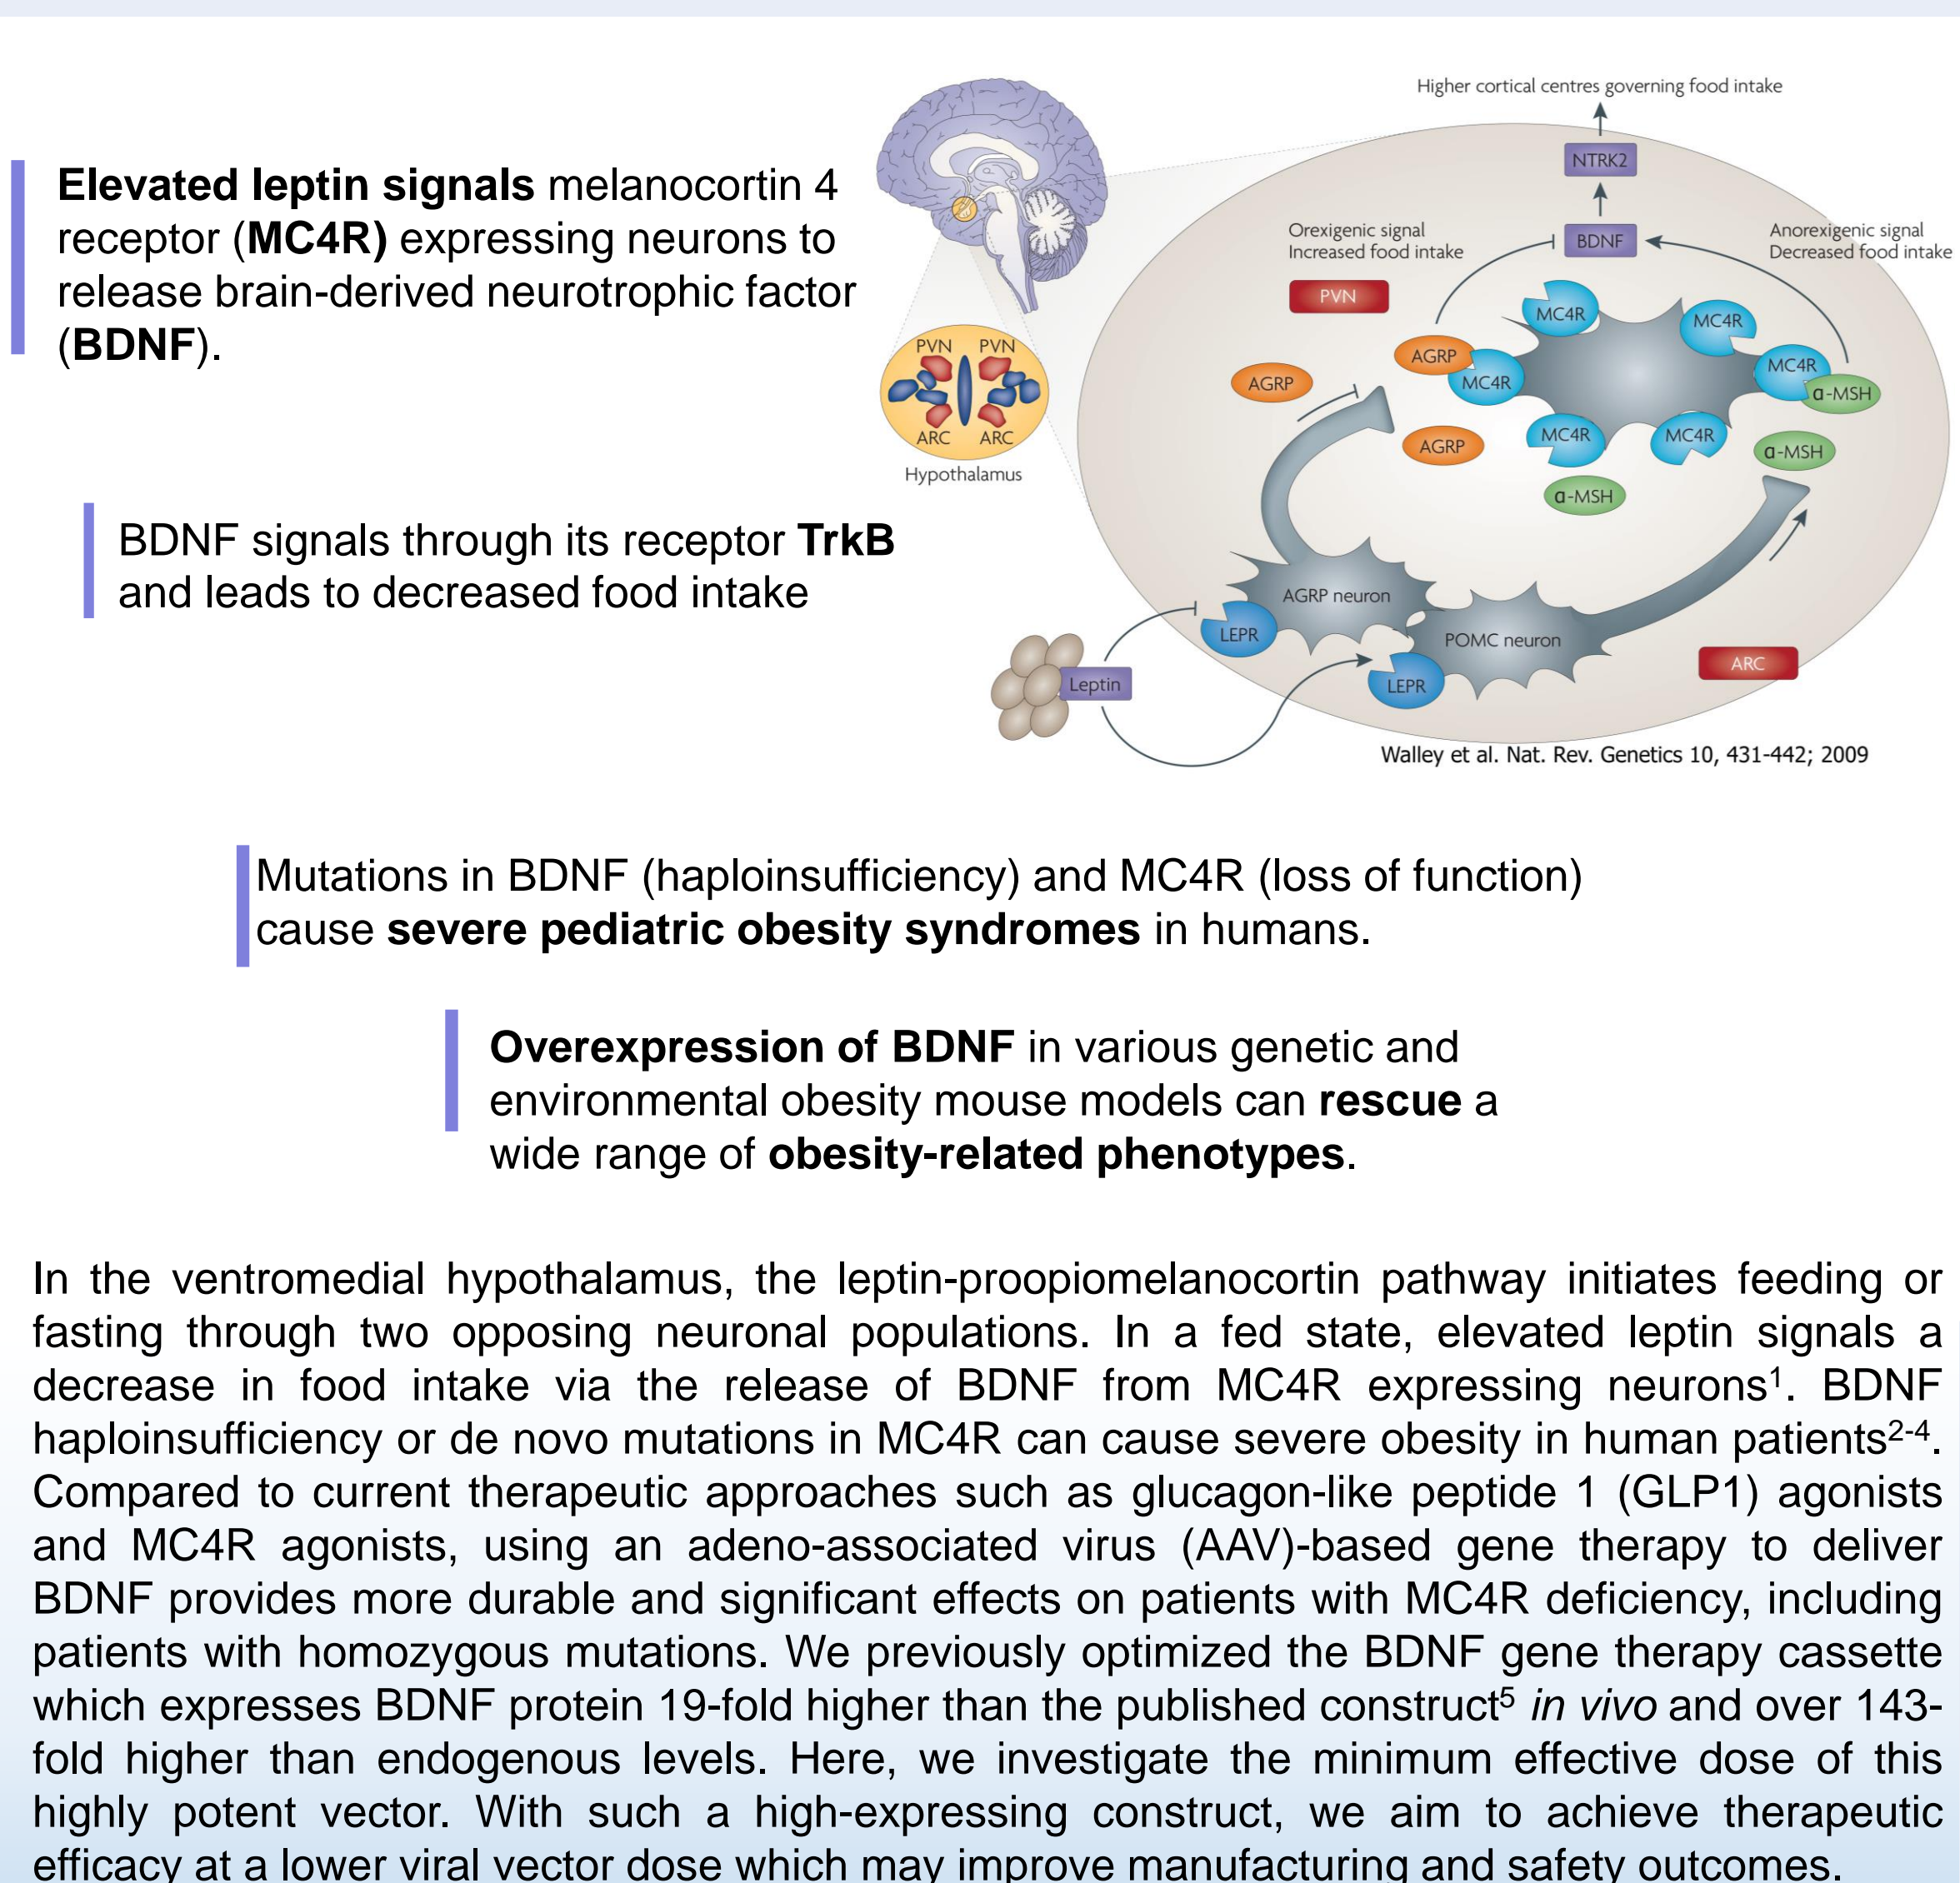 Elevated leptin signals melanocortin 4
receptor (MC4R) expressing neurons to
release brain-derived neurotrophic factor
(BDNF).
BDNF signals through its receptor TrkB
and leads to decreased food intake
Higher cortical centres governing food intake
NTRK2
BDNF
Orexigenic signal
Increased food intake
Anorexigenic signal
Decreased food intake
PVN
MC4R
MC4R
AGRP
MC4R
MC4R
α-MSH
AGRP
AGRP
MC4R
MC4R
α-MSH
α-MSH
PVN PVN
ARC ARC
Hypothalamus
AGRP neuron
LEPR
POMC neuron
LEPR
ARC
Leptin
Walley et al. Nat. Rev. Genetics 10, 431-442; 2009
Mutations in BDNF (haploinsufficiency) and MC4R (loss of function)
cause severe pediatric obesity syndromes in humans.
Overexpression of BDNF in various genetic and
environmental obesity mouse models can rescue a
wide range of obesity-related phenotypes.
In the ventromedial hypothalamus, the leptin-proopiomelanocortin pathway initiates feeding or
fasting through two opposing neuronal populations. In a fed state, elevated leptin signals a
decrease in food intake via the release of BDNF from MC4R expressing neurons¹. BDNF
haploinsufficiency or de novo mutations in MC4R can cause severe obesity in human patients²⁻⁴.
Compared to current therapeutic approaches such as glucagon-like peptide 1 (GLP1) agonists
and MC4R agonists, using an adeno-associated virus (AAV)-based gene therapy to deliver
BDNF provides more durable and significant effects on patients with MC4R deficiency, including
patients with homozygous mutations. We previously optimized the BDNF gene therapy cassette
which expresses BDNF protein 19-fold higher than the published construct⁵ in vivo and over 143-
fold higher than endogenous levels. Here, we investigate the minimum effective dose of this
highly potent vector. With such a high-expressing construct, we aim to achieve therapeutic
efficacy at a lower viral vector dose which may improve manufacturing and safety outcomes.